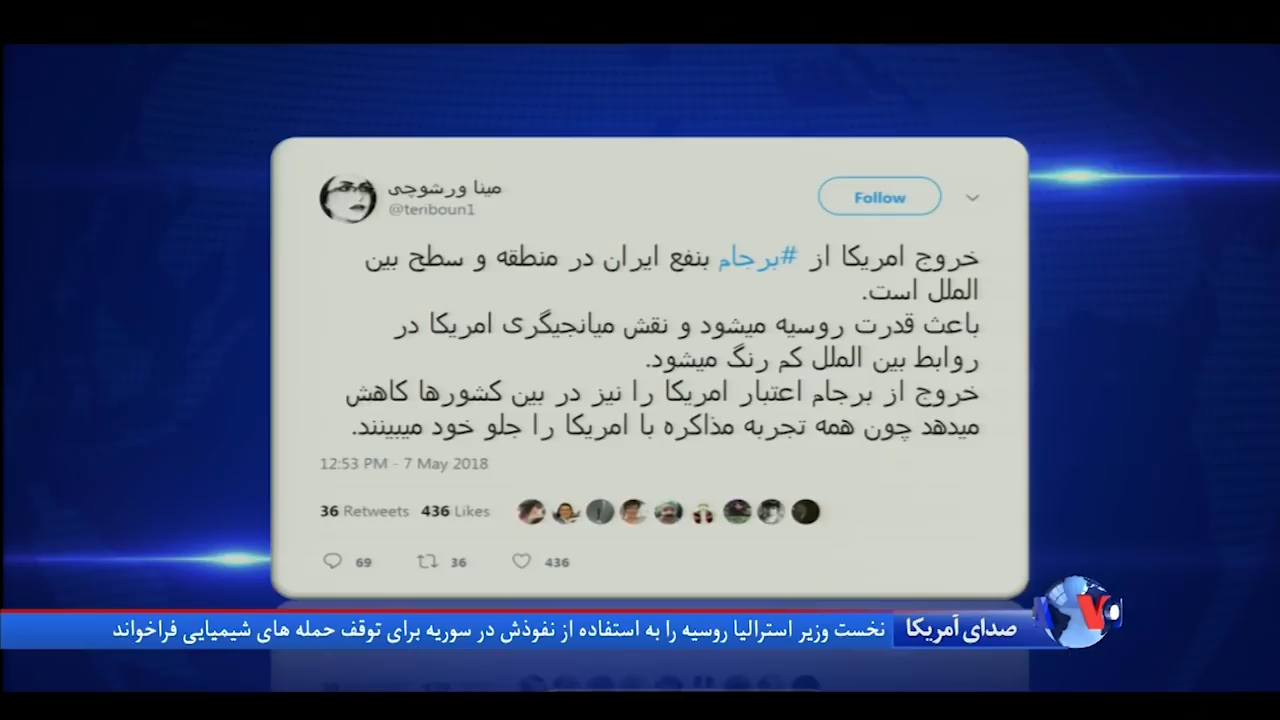 مینا ورشوچی
@teriboun1
Follow
خروج امریکا از #برجام بنفع ایران در منطقه و سطح بین
الملل است.
باعث قدرت روسیه میشود و نقش میانجیگری امریکا در
روابط بین الملل کم رنگ میشود.
خروج از برجام اعتبار امریکا را نیز در بین کشورها کاهش
میدهد چون همه تجربه مذاکره با امریکا را جلو خود میبینند.
12:53 PM - 7 May 2018
36 Retweets 436 Likes
69 36 436
صدای آمریکا
نخست وزیر استرالیا روسیه را به استفاده از نفوذش در سوریه برای توقف حمله های شیمیایی فراخواند